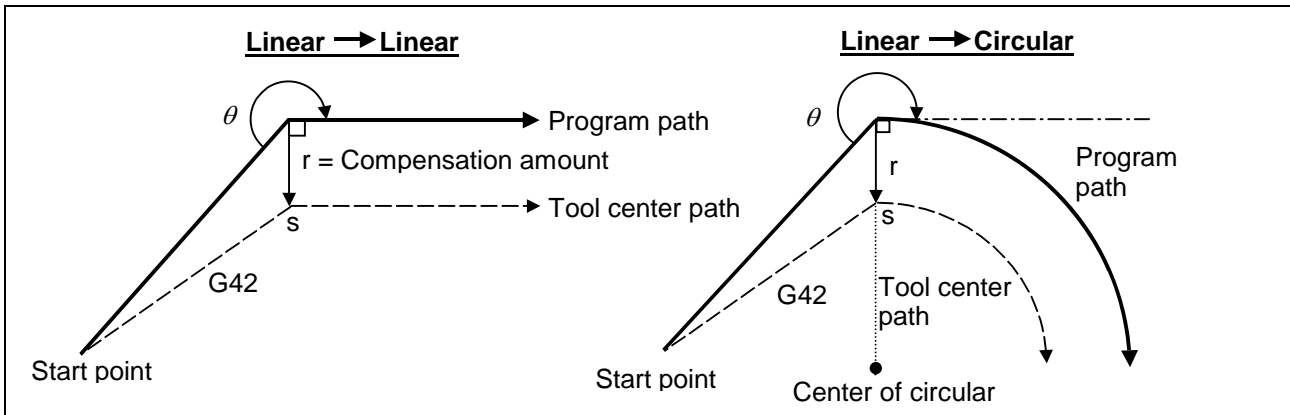 Linear → Linear
θ
Program path
r = Compensation amount
Tool center path
s
G42
Start point
Linear → Circular
θ
Program
path
r
s
G42
Tool center
path
Start point
Center of circular